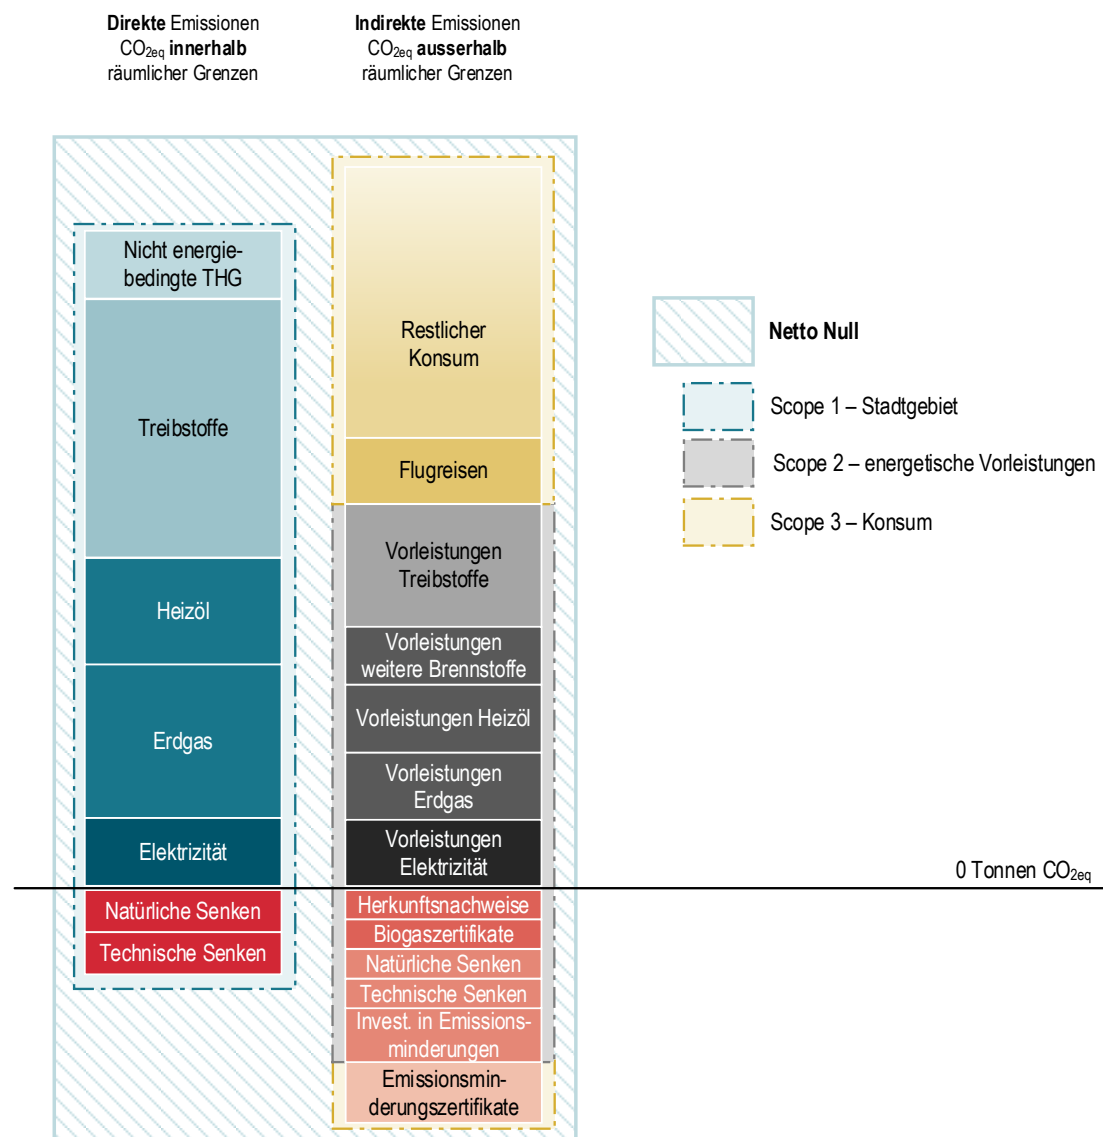 Direkte Emissionen
CO2eq innerhalb
räumlicher Grenzen
Indirekte Emissionen
CO2eq ausserhalb
räumlicher Grenzen
Nicht energie-
bedingte THG
Treibstoffe
Heizöl
Erdgas
Elektrizität
Natürliche Senken
Technische Senken
Restlicher
Konsum
Flugreisen
Vorleistungen
Treibstoffe
Vorleistungen
weitere Brennstoffe
Vorleistungen Heizöl
Vorleistungen
Erdgas
Vorleistungen
Elektrizität
Herkunftsnachweise
Biogaszertifikate
Natürliche Senken
Technische Senken
Invest. in Emissions-
minderungen
Emissionsmin-
derungszertifikate
Netto Null
Scope 1 – Stadtgebiet
Scope 2 – energetische Vorleistungen
Scope 3 – Konsum
0 Tonnen CO2eq